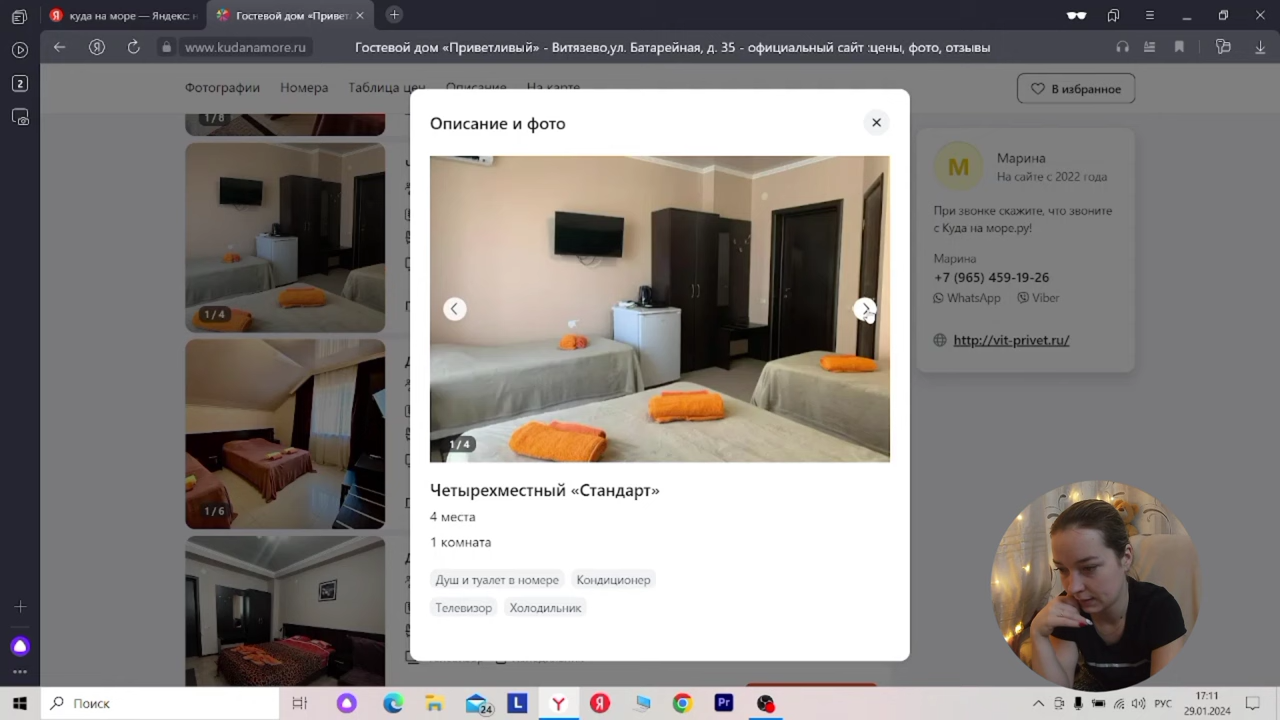 куда на море — Яндекс: н
Гостевой дом «Привет
www.kudanamore.ru
Гостевой дом «Приветливый» - Витязево,ул. Батарейная, д. 35 - официальный сайт :цены, фото, отзывы
2
Фотографии
Номера
Таблица цен
Описание
На карте
В избранное
1/8
1/4
1/6
Описание и фото
1 / 4
Четырехместный «Стандарт»
4 места
1 комната
Душ и туалет в номере
Кондиционер
Телевизор
Холодильник
М
Марина
На сайте с 2022 года
При звонке скажите, что звоните
с Куда на море.ру!
Марина
+7 (965) 459-19-26
WhatsApp
Viber
http://vit-privet.ru/
Поиск
24
L
Y
Я
Pr
РУС
17:11
29.01.2024